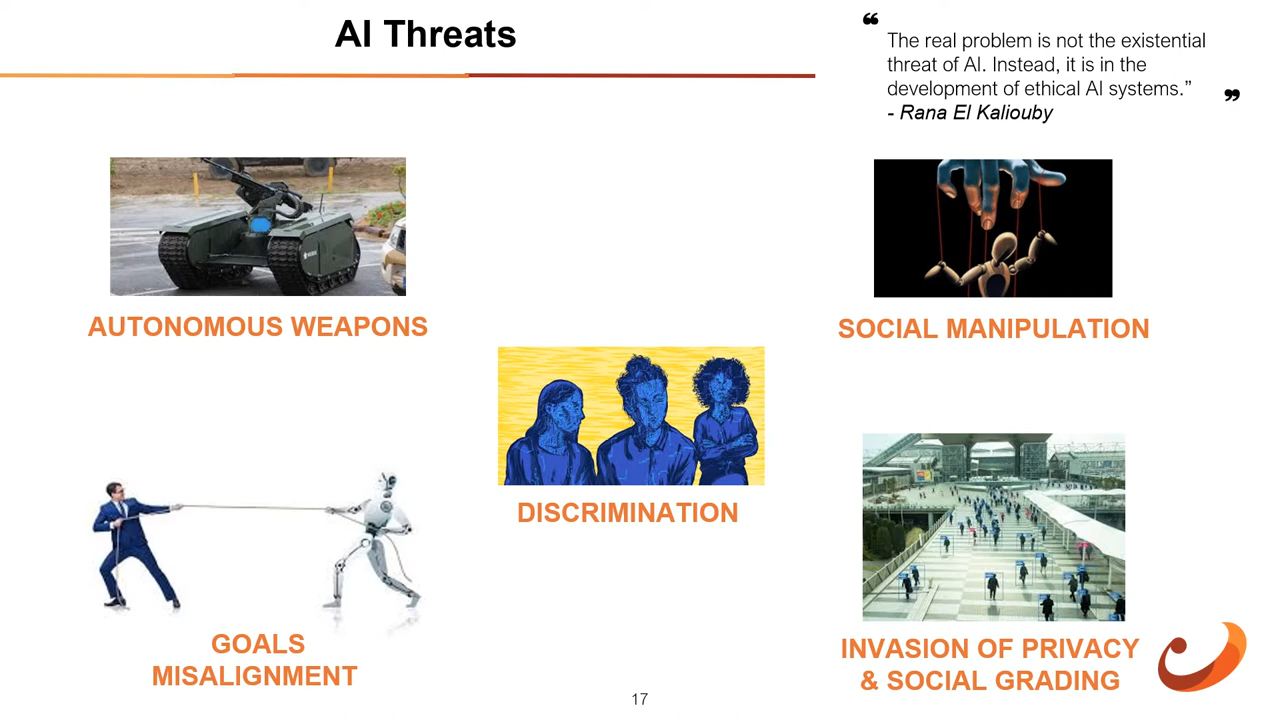 AI Threats
❝
The real problem is not the existential
threat of AI. Instead, it is in the
development of ethical AI systems.”
❞
- Rana El Kaliouby
AUTONOMOUS WEAPONS
SOCIAL MANIPULATION
DISCRIMINATION
GOALS
MISALIGNMENT
INVASION OF PRIVACY
& SOCIAL GRADING
17